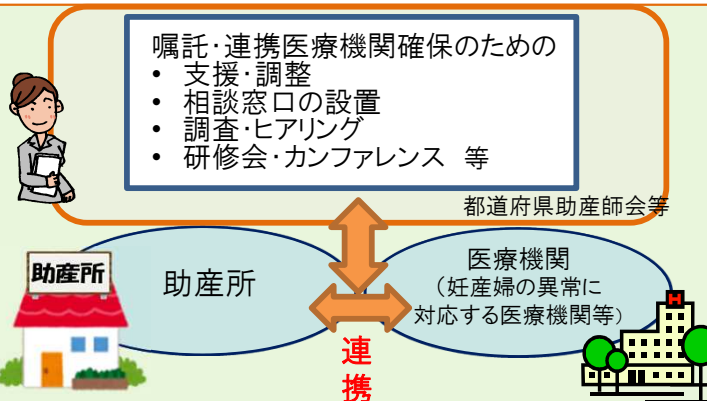 嘱託・連携医療機関確保のための
• 支援・調整
• 相談窓口の設置
• 調査・ヒアリング
• 研修会・カンファレンス 等
都道府県助産師会等
助産所
助産所
医療機関
（妊産婦の異常に
対応する医療機関等）
H
連
携